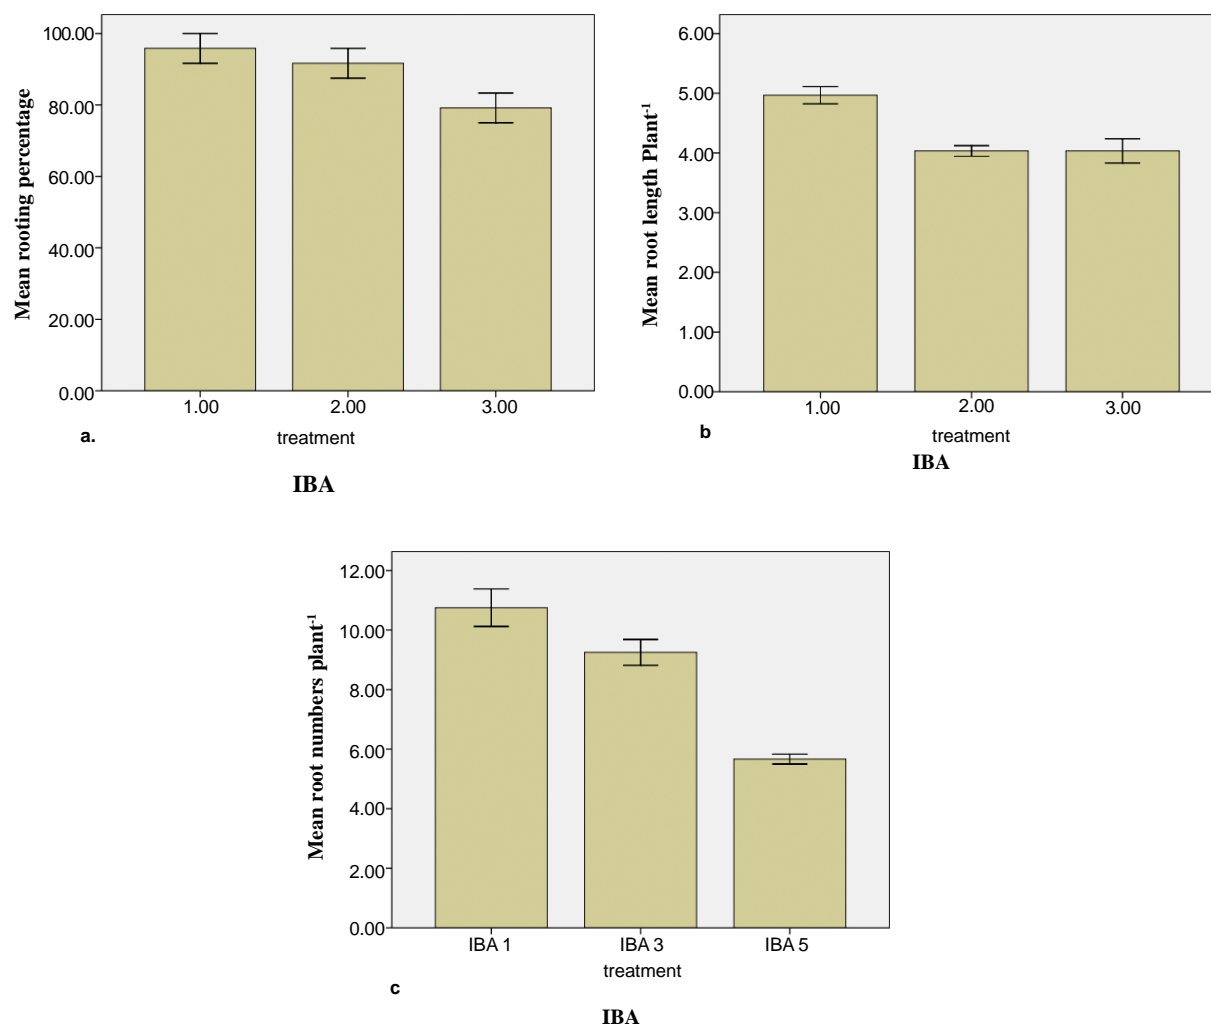 100.00
80.00
60.00
40.00
20.00
0.00
Mean rooting percentage
1.00 2.00 3.00
a.
treatment
IBA
6.00
5.00
4.00
3.00
2.00
1.00
0.00
Mean root length Plant⁻¹
1.00 2.00 3.00
b
treatment
IBA
12.00
10.00
8.00
6.00
4.00
2.00
0.00
Mean root numbers plant⁻¹
IBA 1 IBA 3 IBA 5
treatment
c
IBA